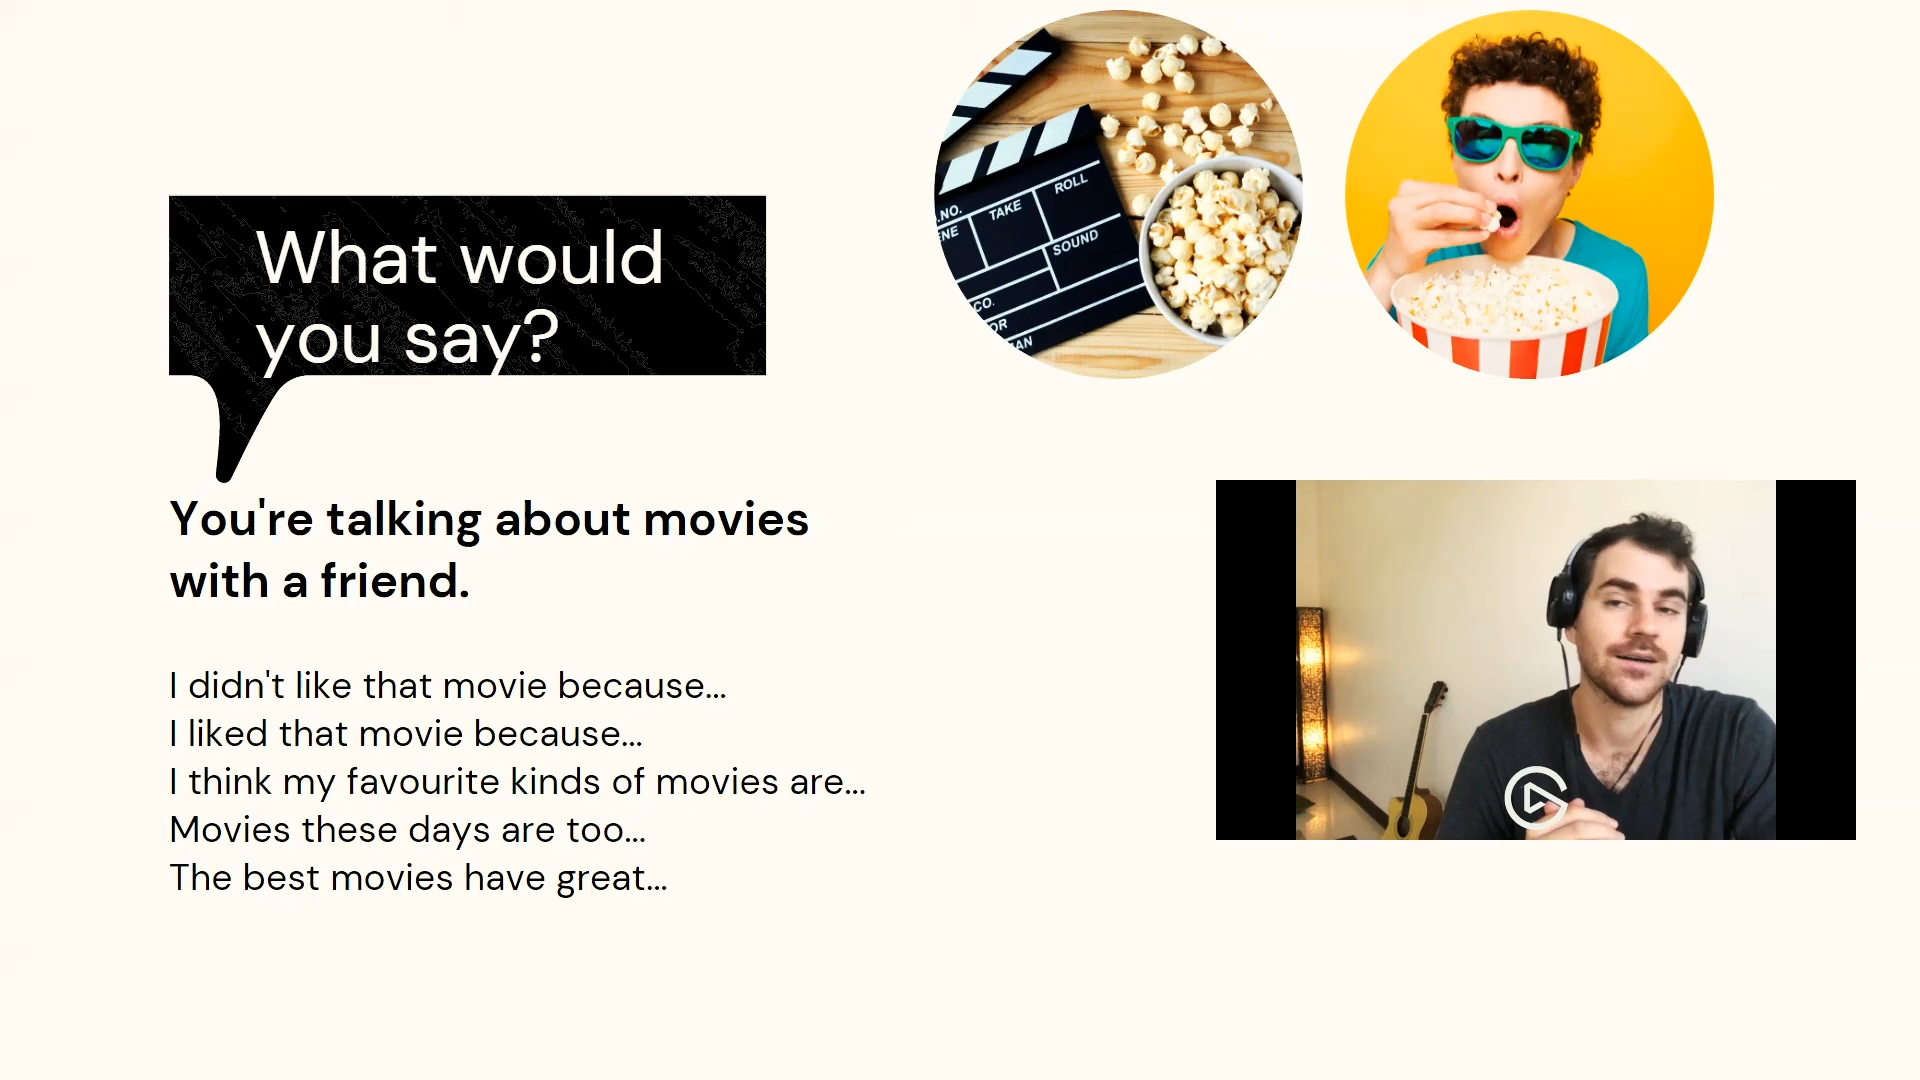 What would
you say?
You're talking about movies
with a friend.
I didn't like that movie because...
I liked that movie because...
I think my favourite kinds of movies are...
Movies these days are too...
The best movies have great...
.NO.
TAKE
ROLL
SOUND
CO.